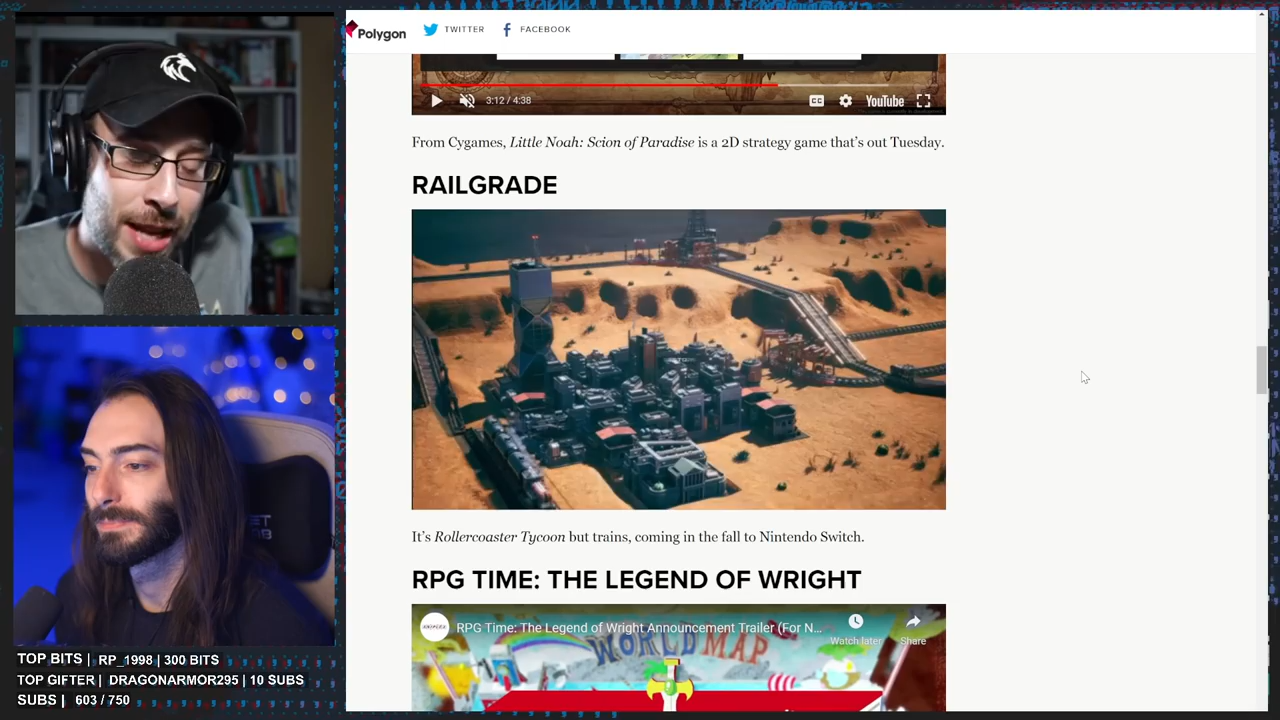 Polygon
TWITTER
FACEBOOK
3:12 / 4:38
CC
YouTube
From Cygames, Little Noah: Scion of Paradise is a 2D strategy game that's out Tuesday.
RAILGRADE
It's Rollercoaster Tycoon but trains, coming in the fall to Nintendo Switch.
RPG TIME: THE LEGEND OF WRIGHT
RPG Time: The Legend of Wright Announcement Trailer (For N...
Watch later
Share
WORLD MAP
TOP BITS | RP_1998 | 300 BITS
TOP GIFTER | DRAGONARMOR295 | 10 SUBS
SUBS | 603 / 750